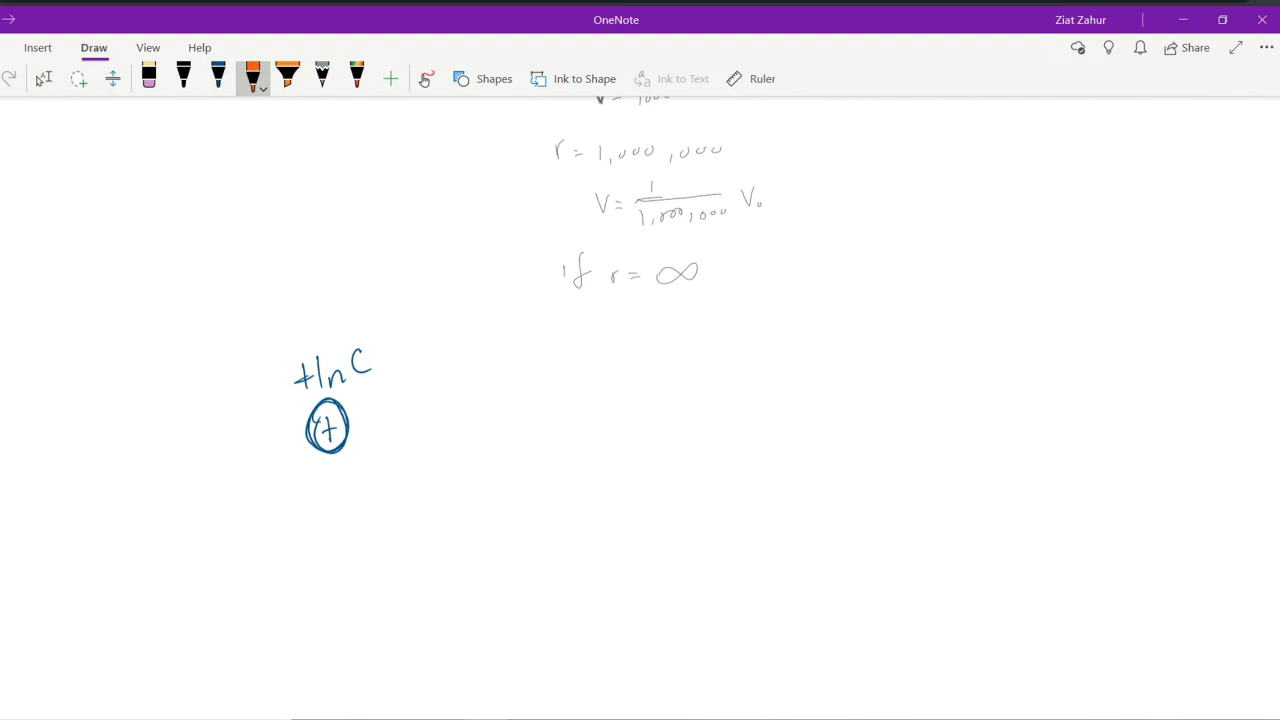 OneNote
Ziat Zahur
Insert Draw View Help
Share
Shapes
Ink to Shape
Ink to Text
Ruler
r = 1,000,000
V = 1/1,000,000 V₀
if r = ∞
+1nC
+